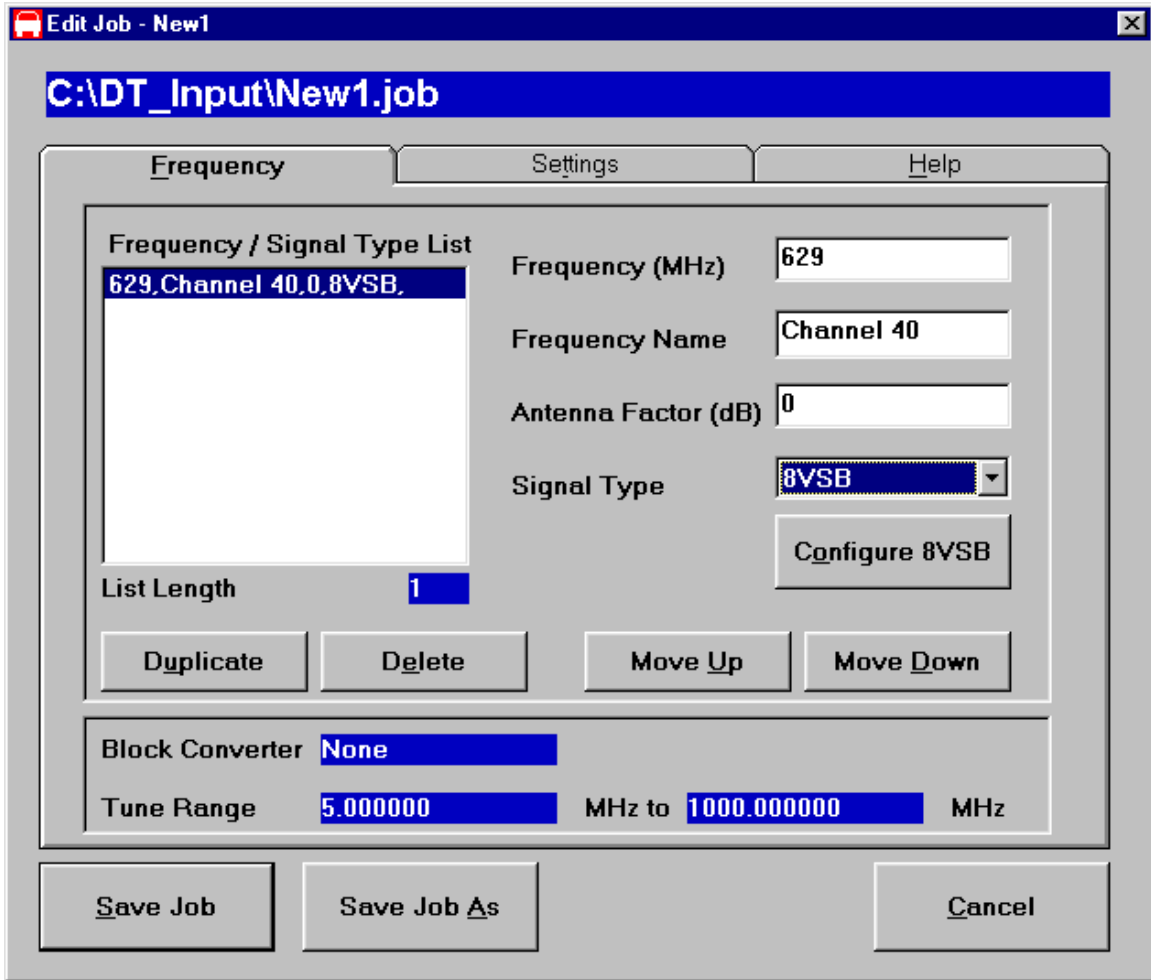 Edit Job - New1
C:\DT_Input\New1.job
Frequency
Settings
Help
Frequency / Signal Type List
629,Channel 40,0,8VSB,
Frequency (MHz)
629
Frequency Name
Channel 40
Antenna Factor (dB)
0
Signal Type
8VSB
Configure 8VSB
List Length
1
Duplicate
Delete
Move Up
Move Down
Block Converter
None
Tune Range
5.000000
MHz to
1000.000000
MHz
Save Job
Save Job As
Cancel